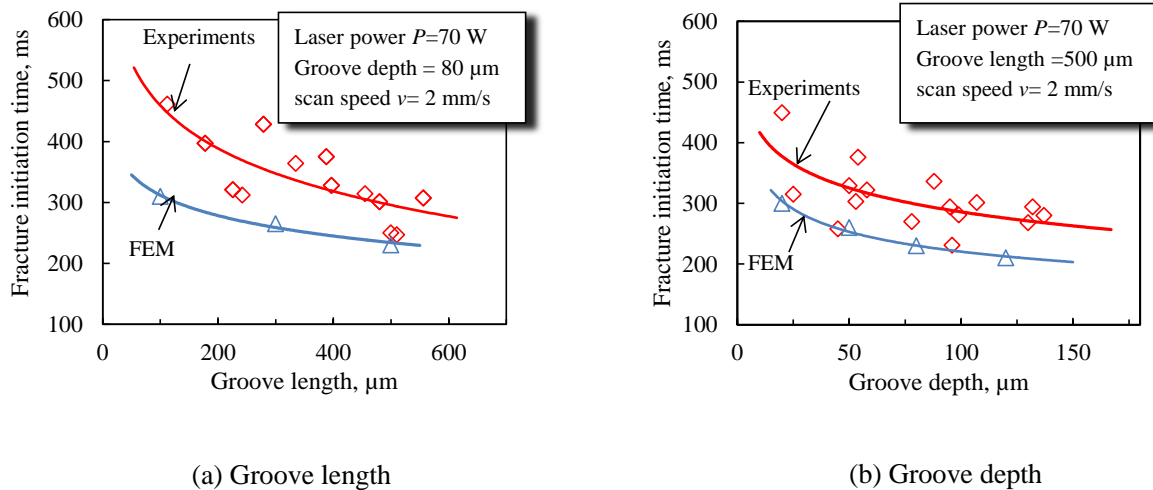 Fracture initiation time, ms
600
500
400
300
200
100
0
200
400
600
Groove length, µm
Experiments
FEM
Laser power P=70 W
Groove depth = 80 µm
scan speed v= 2 mm/s
(a) Groove length
Fracture initiation time, ms
600
500
400
300
200
100
0
50
100
150
Groove depth, µm
Experiments
FEM
Laser power P=70 W
Groove length =500 µm
scan speed v= 2 mm/s
(b) Groove depth